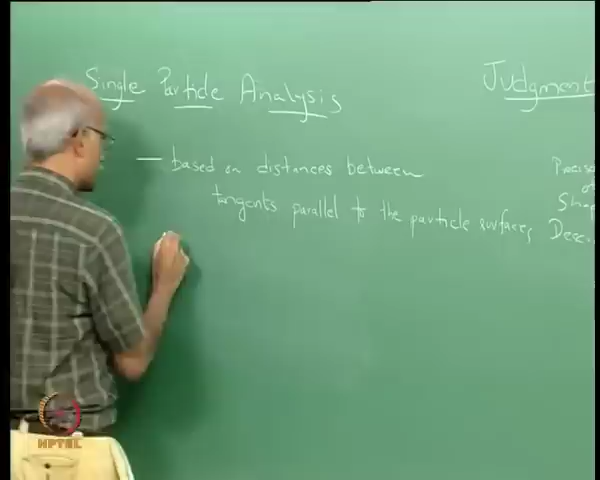 Single Particle Analysis
— based on distances between
tangents parallel to the particle surfaces
Judgment
NPTEL